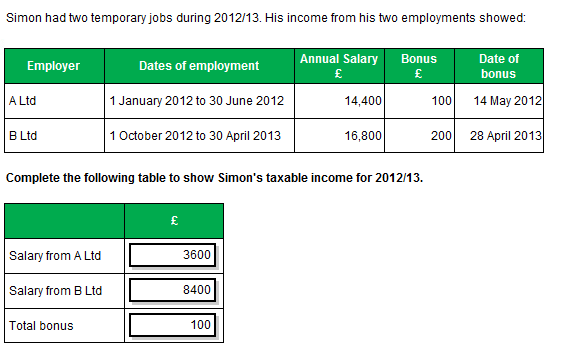 Simon had two temporary jobs during 2012/13. His income from his two employments showed:
Employer Dates of employment Annual Salary £ Bonus £ Date of bonus
A Ltd 1 January 2012 to 30 June 2012 14,400 100 14 May 2012
B Ltd 1 October 2012 to 30 April 2013 16,800 200 28 April 2013
Complete the following table to show Simon's taxable income for 2012/13.
£
Salary from A Ltd 3600
Salary from B Ltd 8400
Total bonus 100